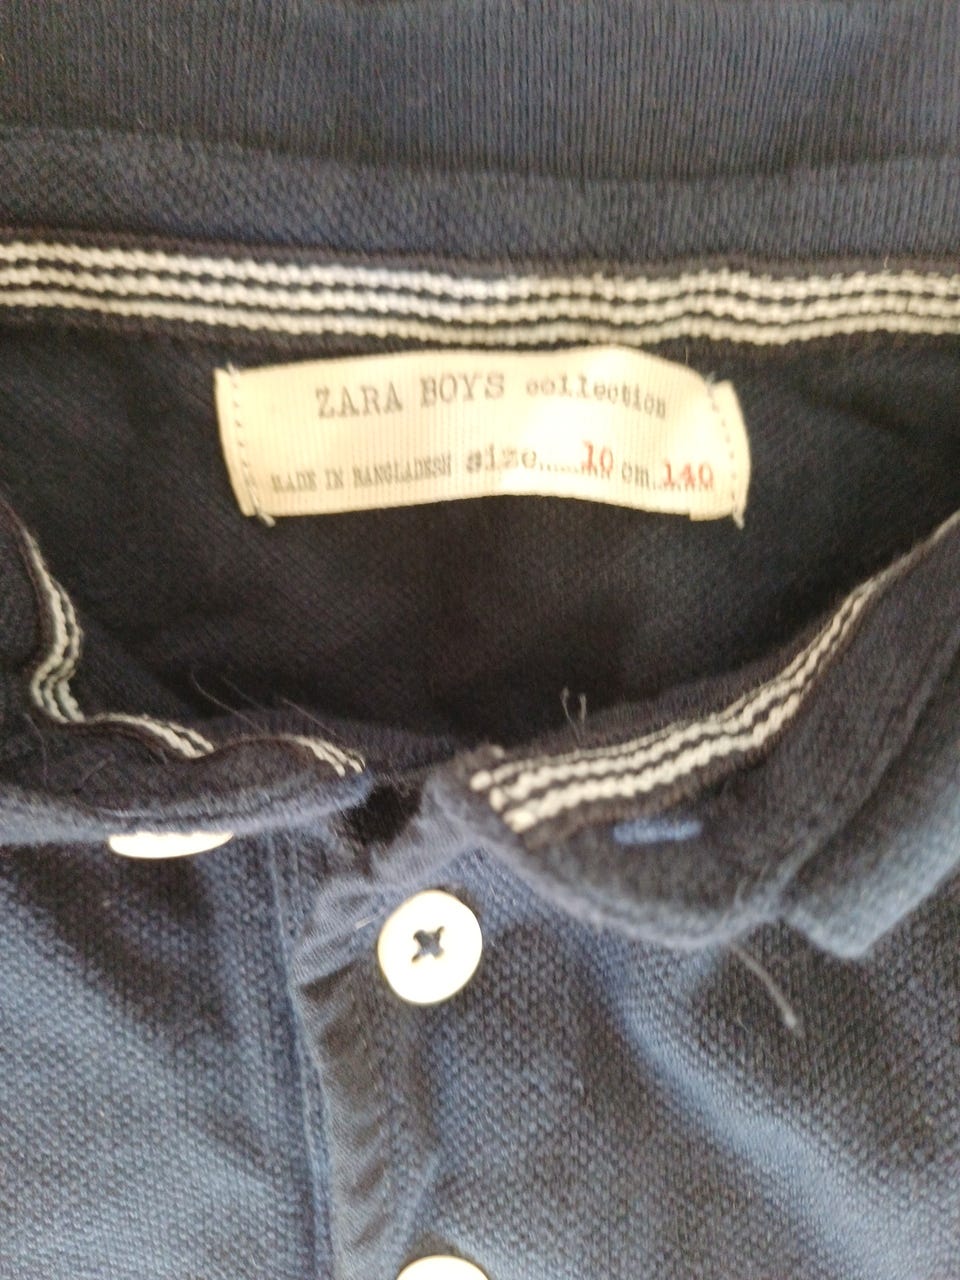 ZARA BOYS collection
MADE IN BANGLADESH size......10 cm.140